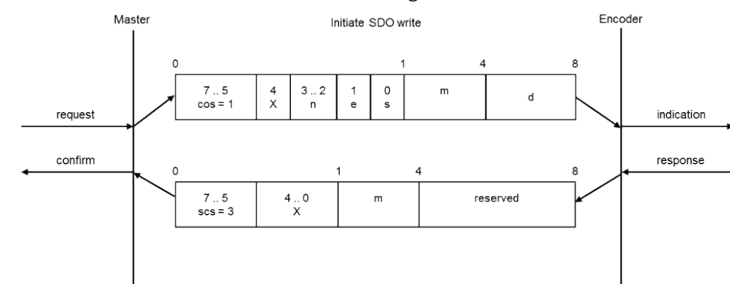 Master
Initiate SDO write
Encoder
0 1 4 8
7 .. 5 4 3 .. 2 1 0 m d
cos = 1 X n e s
request
indication
confirm
response
0 1 4 8
7 .. 5 4 .. 0 m reserved
scs = 3 X